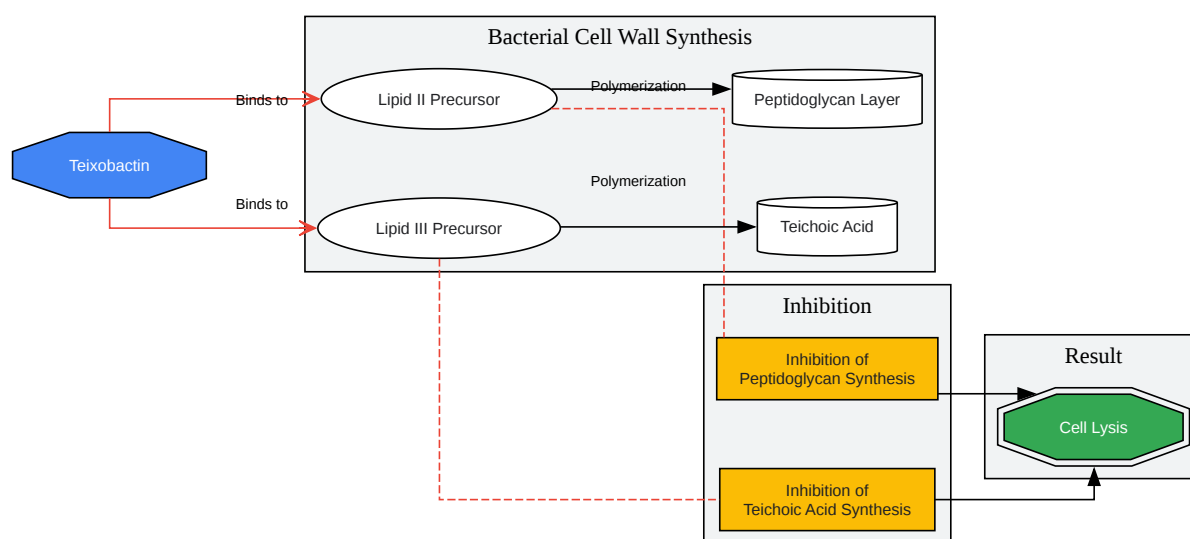 Bacterial Cell Wall Synthesis
Binds to
Lipid II Precursor
Polymerization
Peptidoglycan Layer
Teixobactin
Binds to
Lipid III Precursor
Polymerization
Teichoic Acid
Inhibition
Inhibition of
Peptidoglycan Synthesis
Result
Cell Lysis
Inhibition of
Teichoic Acid Synthesis